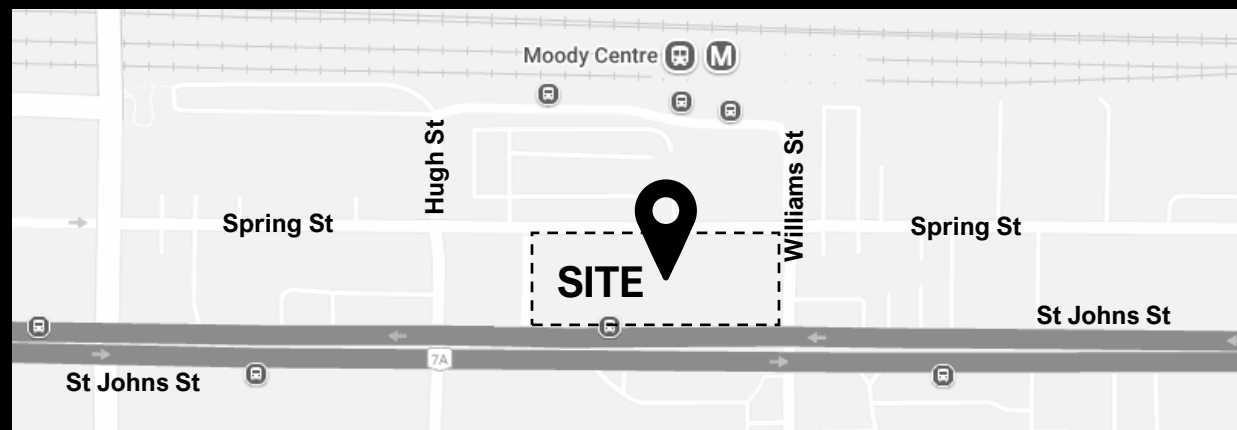 Moody Centre M
Hugh St
Williams St
Spring St
Spring St
SITE
St Johns St
7A
St Johns St